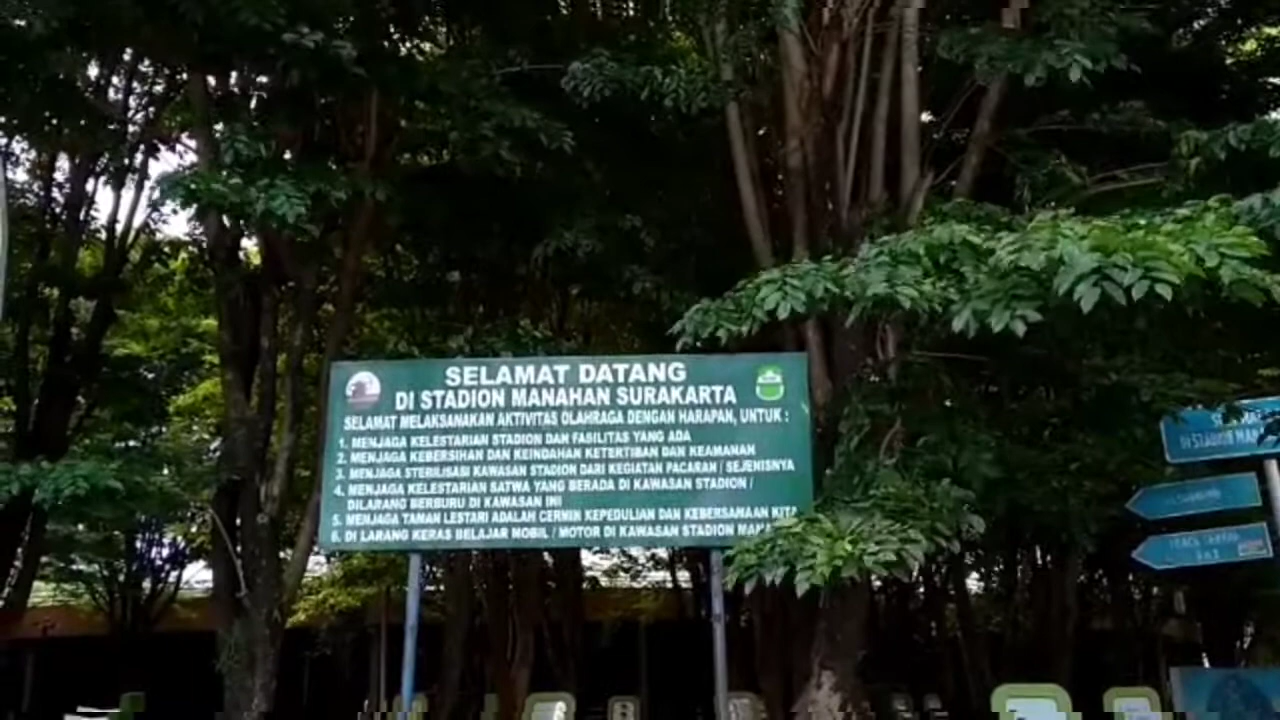 SELAMAT DATANG
DI STADION MANAHAN SURAKARTA
SELAMAT MELAKSANAKAN AKTIVITAS OLAHRAGA DENGAN HARAPAN, UNTUK :
1. MENJAGA KELESTARIAN STADION DAN FASILITAS YANG ADA
2. MENJAGA KEBERSIHAN DAN KEINDAHAN KETERTIBAN DAN KEAMANAN
3. MENJAGA STERILISASI KAWASAN STADION DARI KEGIATAN PACARAN / SEJENISNYA
4. MENJAGA KELESTARIAN SATWA YANG BERADA DI KAWASAN STADION /
DILARANG BERBURU DI KAWASAN INI
5. MENJAGA TAMAN LESTARI ADALAH CERMIN KEPEDULIAN DAN KEBERSAMAAN KITA
6. DI LARANG KERAS BELAJAR MOBIL / MOTOR DI KAWASAN STADION
DI STADION